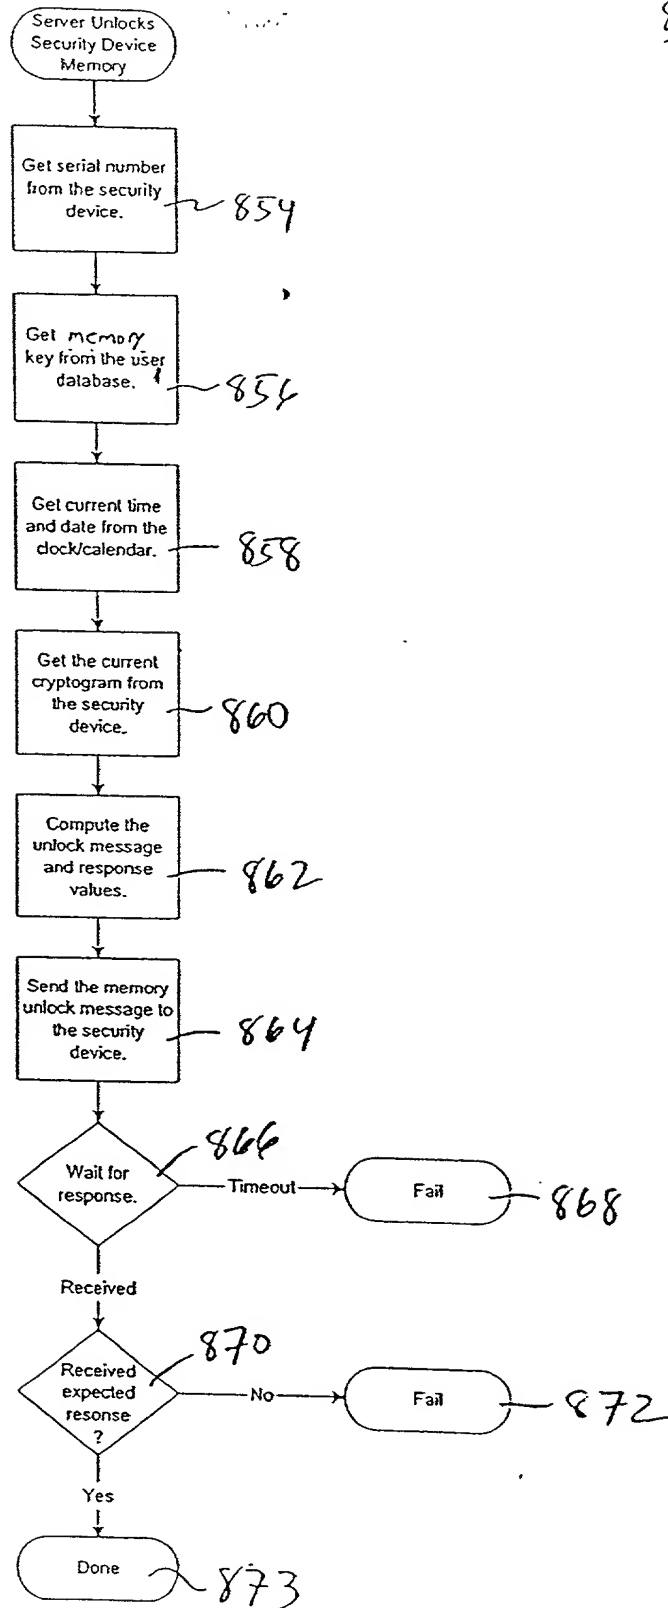 Server Unlocks
Security Device
Memory
Get serial number
from the security
device.
854
Get memory
key from the user
database.
856
Get current time
and date from the
clock/calendar.
858
Get the current
cryptogram from
the security
device.
860
Compute the
unlock message
and response
values.
862
Send the memory
unlock message to
the security
device.
864
866
Wait for
response.
Timeout
Fail
868
Received
870
Received
expected
resonse
?
No
Fail
872
Yes
Done
873